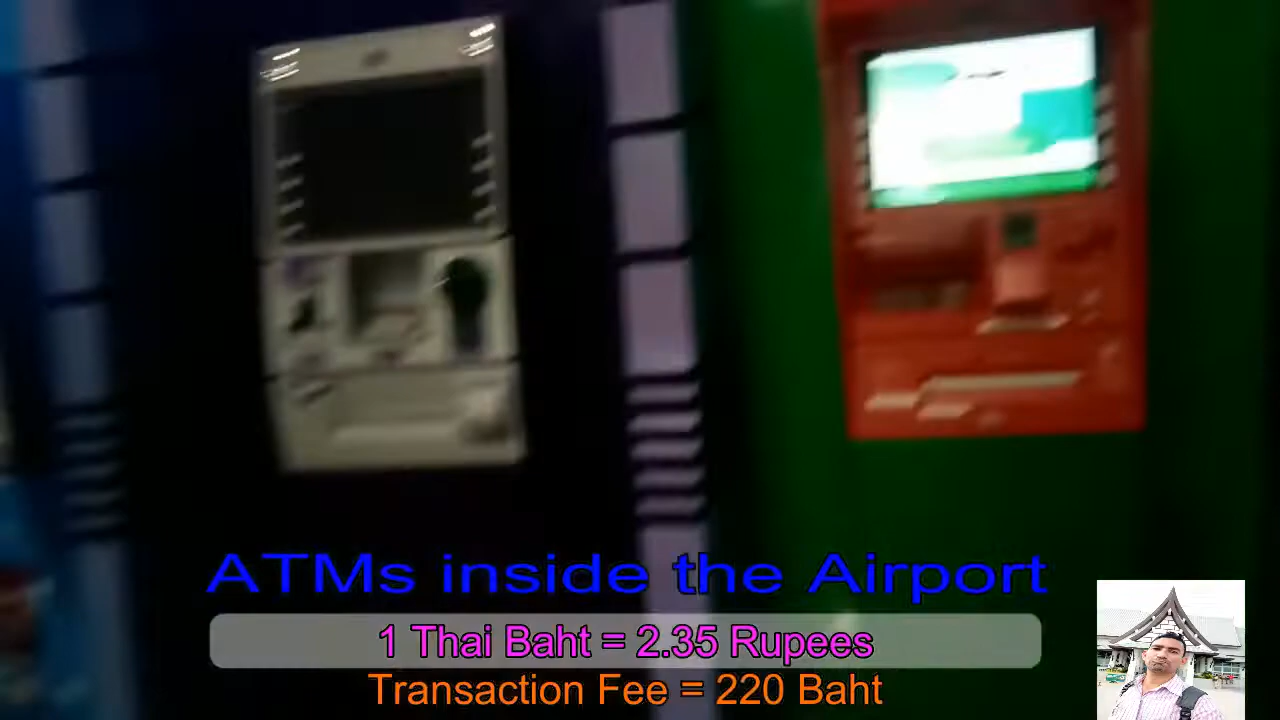 ATMs inside the Airport
1 Thai Baht = 2.35 Rupees
Transaction Fee = 220 Baht